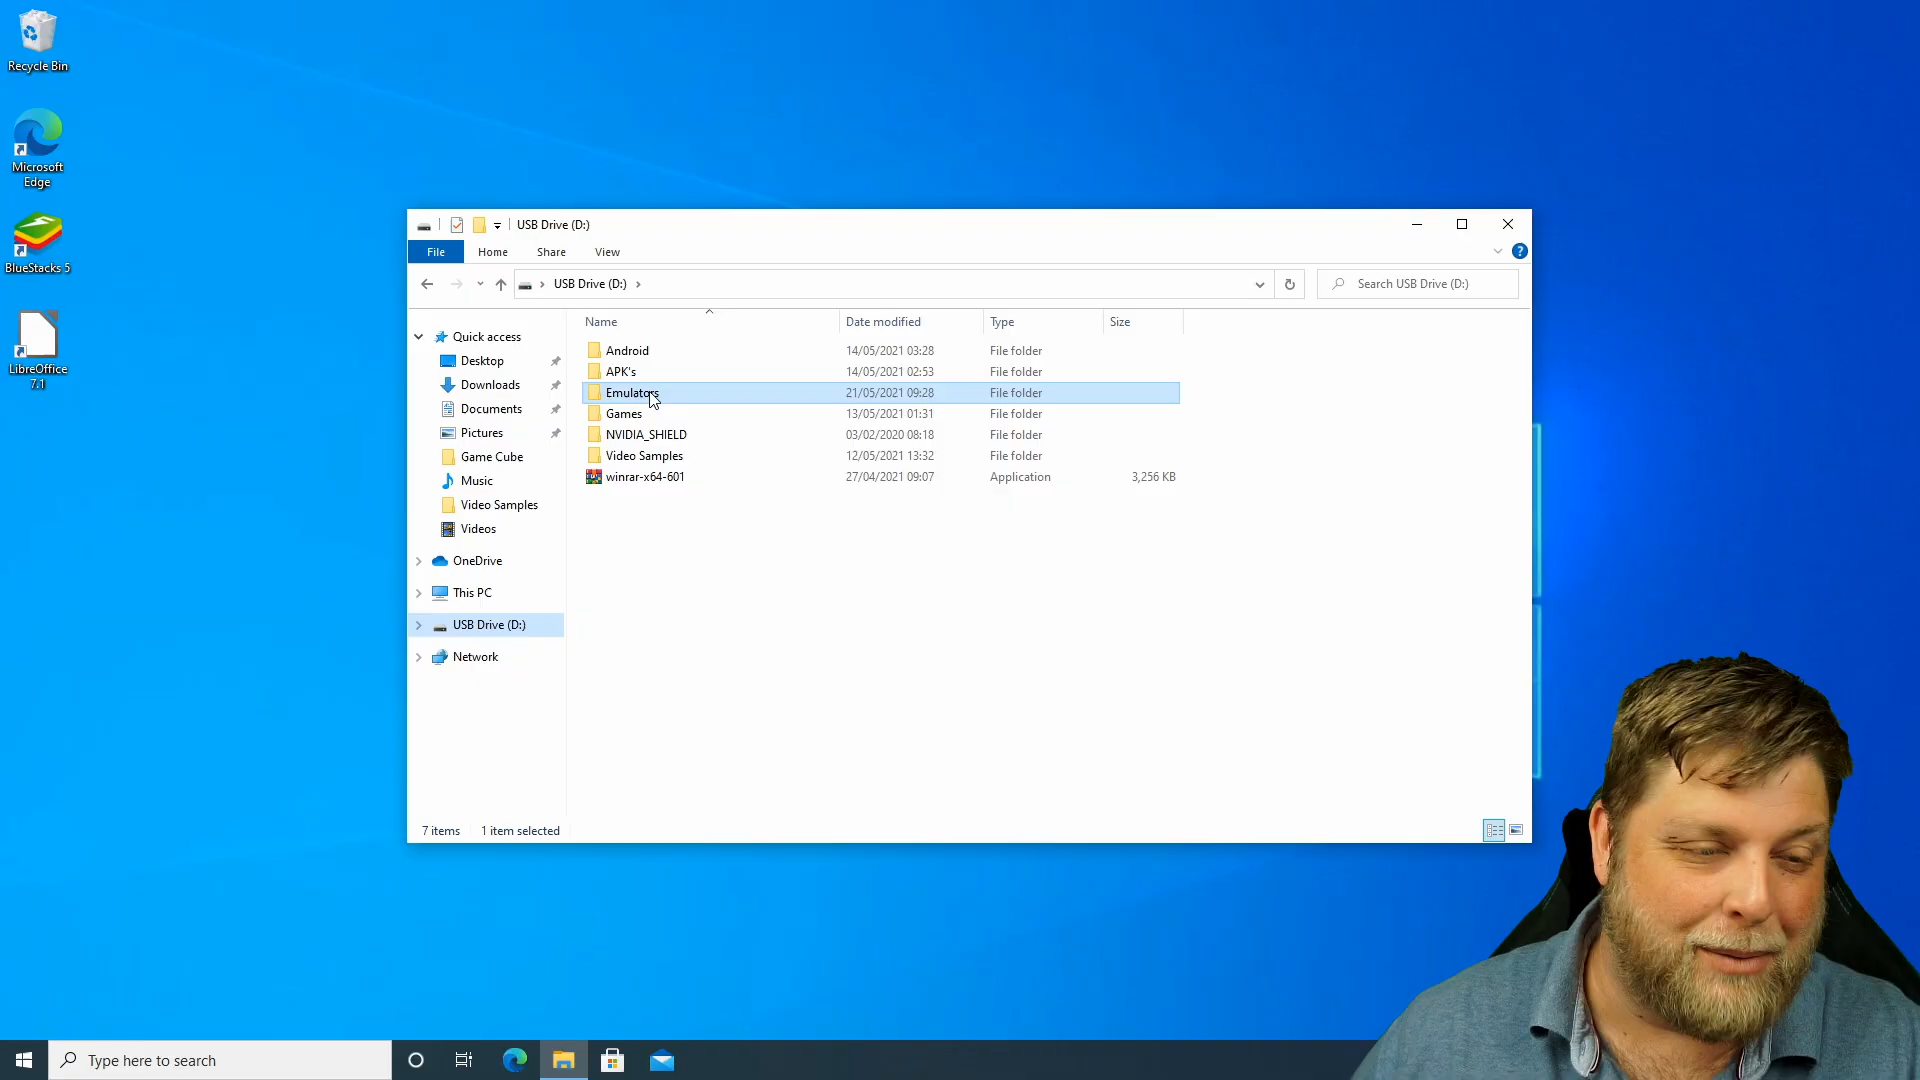 Recycle Bin
Microsoft
Edge
BlueStacks 5
LibreOffice
7.1
USB Drive (D:)
File Home Share View
USB Drive (D:)
Search USB Drive (D:)
Name Date modified Type Size
Quick access
Desktop
Downloads
Documents
Pictures
Game Cube
Music
Video Samples
Videos
OneDrive
This PC
USB Drive (D:)
Network
Android 14/05/2021 03:28 File folder
APK's 14/05/2021 02:53 File folder
Emulators 21/05/2021 09:28 File folder
Games 13/05/2021 01:31 File folder
NVIDIA_SHIELD 03/02/2020 08:18 File folder
Video Samples 12/05/2021 13:32 File folder
winrar-x64-601 27/04/2021 09:07 Application 3,256 KB
7 items 1 item selected
Type here to search